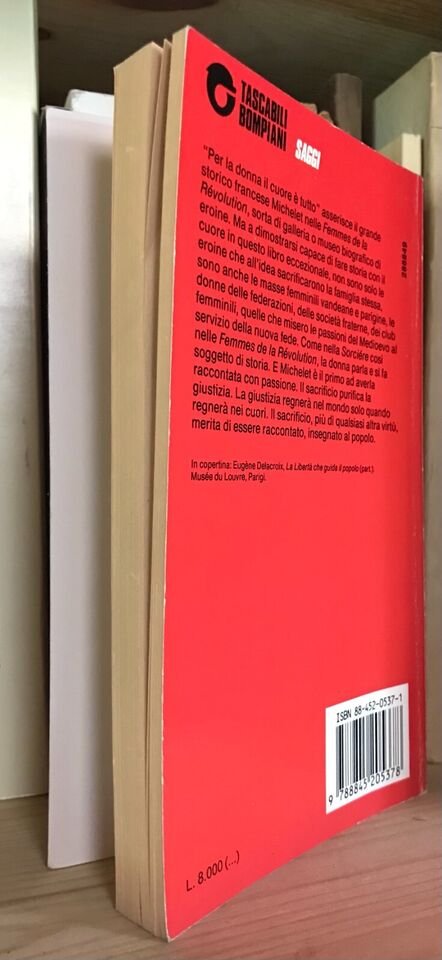 TASCABILI
BOMPIANI
SAGGI
"Per la donna il cuore è tutto" asserisce il grande
storico francese Michelet nelle Femmes de la
Révolution, sorta di galleria o museo biografico di
eroine. Ma a dimostrarsi capace di fare storia con il
cuore in questo libro eccezionale, non sono solo le
eroine che all'idea sacrificarono la famiglia stessa,
sono anche le masse femminili vandeane e parigine, le
donne delle federazioni, delle società fraterne, dei club
femminili, quelle che misero le passioni del Medioevo al
servizio della nuova fede. Come nella Sorciére così
nelle Femmes de la Révolution, la donna parla e si fa
soggetto di storia. E Michelet è il primo ad averla
raccontata con passione. Il sacrificio purifica la
giustizia. La giustizia regnerà nel mondo solo quando
regnerà nei cuori. Il sacrificio, più di qualsiasi altra virtù,
merita di essere raccontato, insegnato al popolo.
In copertina: Eugène Delacroix, La Libertà che guida il popolo (part.).
Musée du Louvre, Parigi.
ISBN 88-452-0537-1
9 788845 205378
L. 8.000 (...)